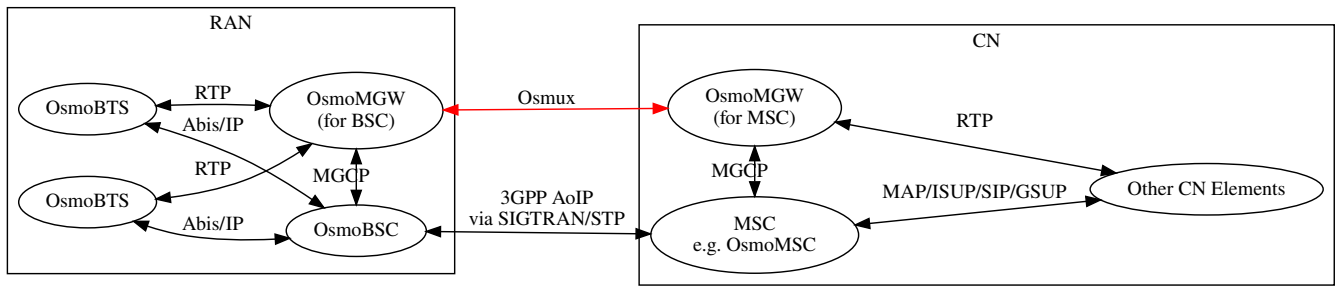 RAN
CN
OsmoBTS
RTP
OsmoMGW
(for BSC)
Osmux
OsmoMGW
(for MSC)
RTP
Abis/IP
RTP
MGCP
MGCP
OsmoBTS
Abis/IP
OsmoBSC
3GPP AoIP
via SIGTRAN/STP
MSC
e.g. OsmoMSC
MAP/ISUP/SIP/GSUP
Other CN Elements